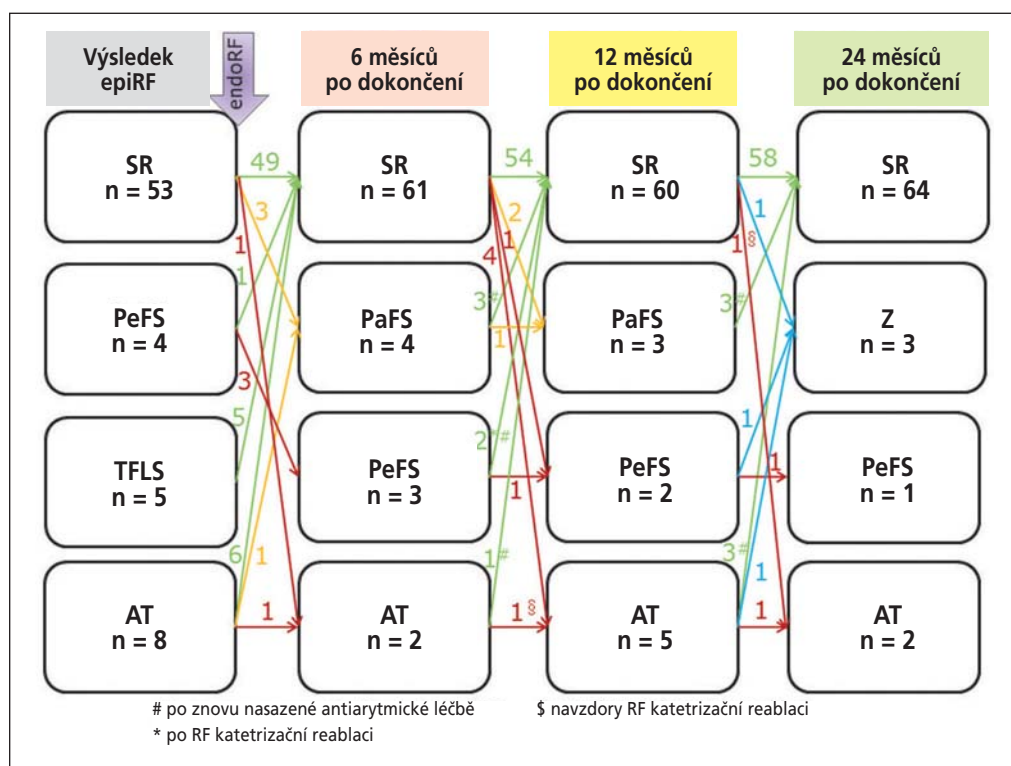 Výsledek
epiRF
endoRF
6 měsíců
po dokončení
12 měsíců
po dokončení
24 měsíců
po dokončení
SR
n = 53
49
3
1
SR
n = 61
54
2
1
4
SR
n = 60
58
1
1§
SR
n = 64
PeFS
n = 4
1
3
PaFS
n = 4
3#
1
PaFS
n = 3
3#
Z
n = 3
TFLS
n = 5
5
PeFS
n = 3
2*#
1
PeFS
n = 2
1
1
PeFS
n = 1
AT
n = 8
6
1
1
AT
n = 2
1#
1§
AT
n = 5
3#
1
1
AT
n = 2
# po znovu nasazené antiarytmické léčbě
$ navzdory RF katetrizační reablaci
* po RF katetrizační reablaci